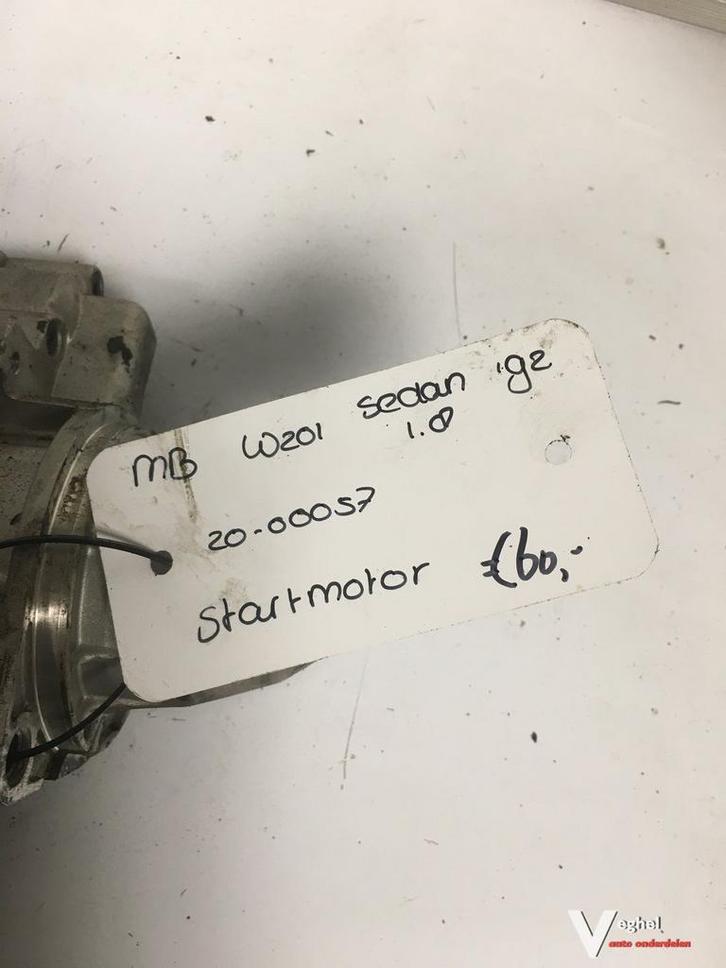 MB W201 sedan '92
1.8
20-00057
startmotor €60,-
Veghel
auto onderdelen